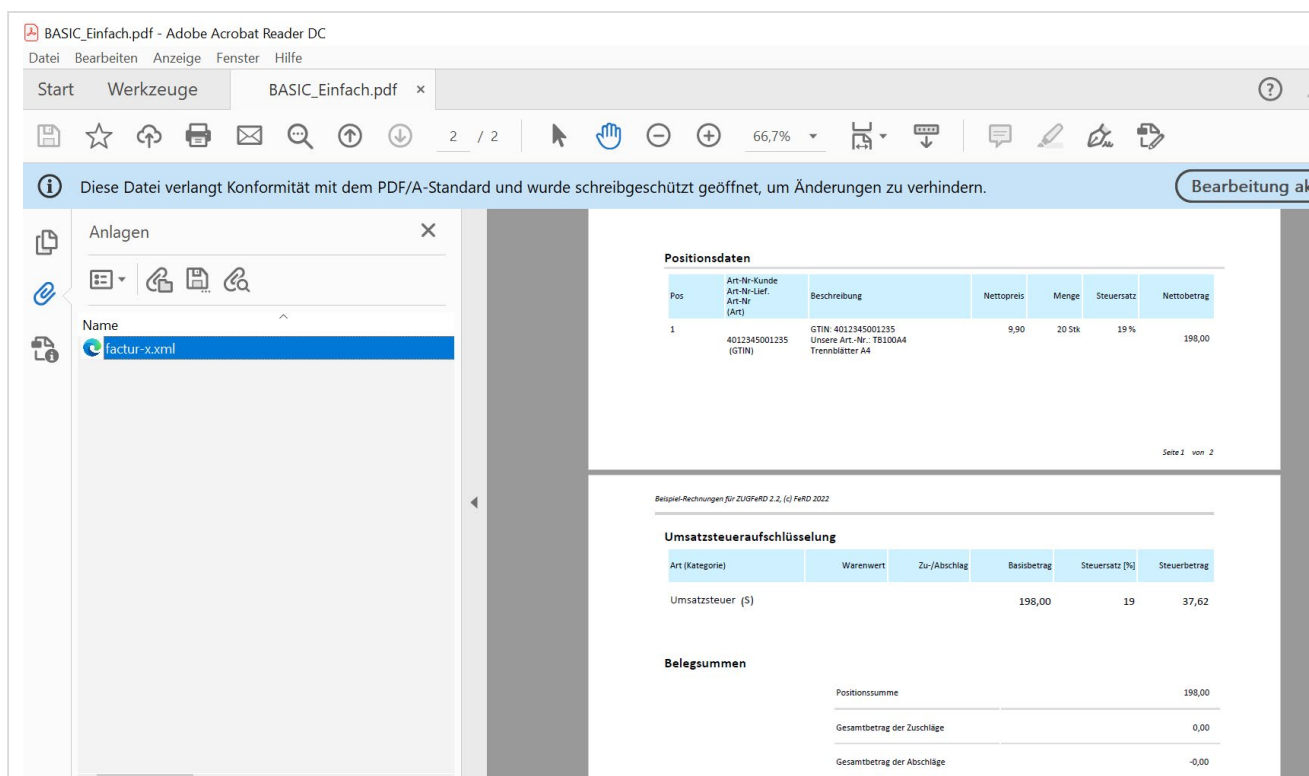 BASIC_Einfach.pdf - Adobe Acrobat Reader DC
Datei Bearbeiten Anzeige Fenster Hilfe
Start Werkzeuge BASIC_Einfach.pdf ×
2 / 2 66,7%
Diese Datei verlangt Konformität mit dem PDF/A-Standard und wurde schreibgeschützt geöffnet, um Änderungen zu verhindern.
Bearbeitung ak
Anlagen
Name
factur-x.xml
Positionsdaten
Pos Art-Nr-Kunde Beschreibung Nettopreis Menge Steuersatz Nettobetrag
Art-Nr-Lief.
Art-Nr
(Art)
1 GTIN: 4012345001235 9,90 20 Stk 19 %
4012345001235 Unsere Art.-Nr.: TB100A4 198,00
(GTIN) Trennblätter A4
Seite 1 von 2
Beispiel-Rechnungen für ZUGFeRD 2.2, (c) FeRD 2022
Umsatzsteueraufschlüsselung
Art (Kategorie) Warenwert Zu-/Abschlag Basisbetrag Steuersatz [%] Steuerbetrag
Umsatzsteuer (S) 198,00 19 37,62
Belegsummen
Positionssumme 198,00
Gesamtbetrag der Zuschläge 0,00
Gesamtbetrag der Abschläge -0,00